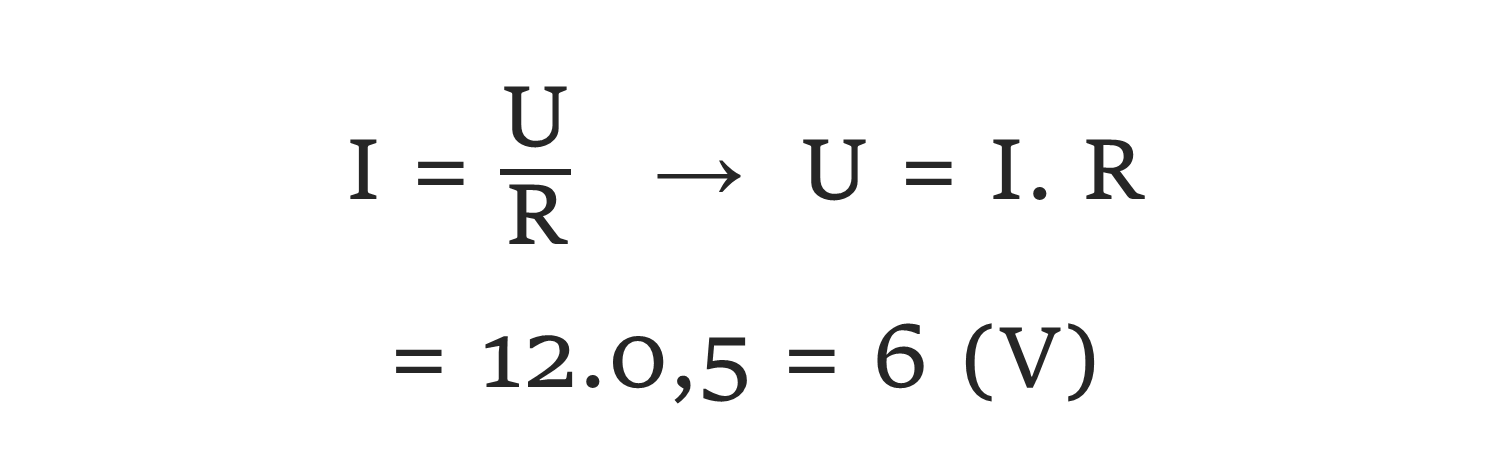 I = U/R → U = I. R
= 12.0,5 = 6 (V)